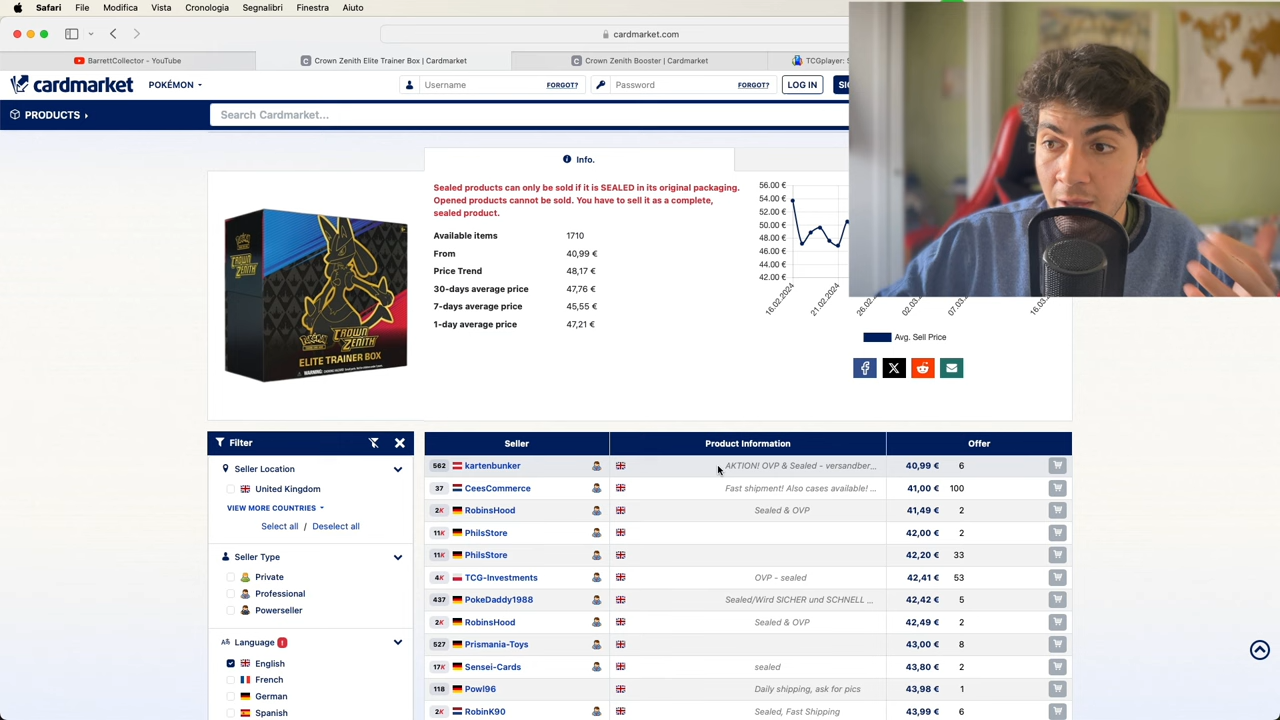 Safari File Modifica Vista Cronologia Segnalibri Finestra Aiuto
cardmarket.com
BarrettCollector - YouTube
Crown Zenith Elite Trainer Box | Cardmarket
Crown Zenith Booster | Cardmarket
TCGplayer: S
cardmarket
POKÉMON
Username
FORGOT?
Password
FORGOT?
LOG IN
SI
PRODUCTS
Search Cardmarket...
Info.
Sealed products can only be sold if it is SEALED in its original packaging.
Opened products cannot be sold. You have to sell it as a complete,
sealed product.
Available items 1710
From 40,99 €
Price Trend 48,17 €
30-days average price 47,76 €
7-days average price 45,55 €
1-day average price 47,21 €
56.00 €
54.00 €
52.00 €
50.00 €
48.00 €
46.00 €
44.00 €
42.00 €
16.02.2024
21.02.2024
02.03.
07.03.
16.03.
Avg. Sell Price
CROWN ZENITH
Pokémon
CROWN ZENITH
ELITE TRAINER BOX
WARNING
Filter
Seller Location
United Kingdom
VIEW MORE COUNTRIES
Select all / Deselect all
Seller Type
Private
Professional
Powerseller
Language !
English
French
German
Spanish
Seller Product Information Offer
562 kartenbunker AKTION! OVP & Sealed - versandber... 40,99 € 6
37 CeesCommerce Fast shipment! Also cases available! ... 41,00 € 100
2K RobinsHood Sealed & OVP 41,49 € 2
11K PhilsStore 42,00 € 2
11K PhilsStore 42,20 € 33
4K TCG-Investments OVP - sealed 42,41 € 53
437 PokeDaddy1988 Sealed/Wird SICHER und SCHNELL ... 42,42 € 5
2K RobinsHood Sealed & OVP 42,49 € 2
527 Prismania-Toys 43,00 € 8
17K Sensei-Cards sealed 43,80 € 2
118 Powl96 Daily shipping, ask for pics 43,98 € 1
2K RobinK90 Sealed, Fast Shipping 43,99 € 6